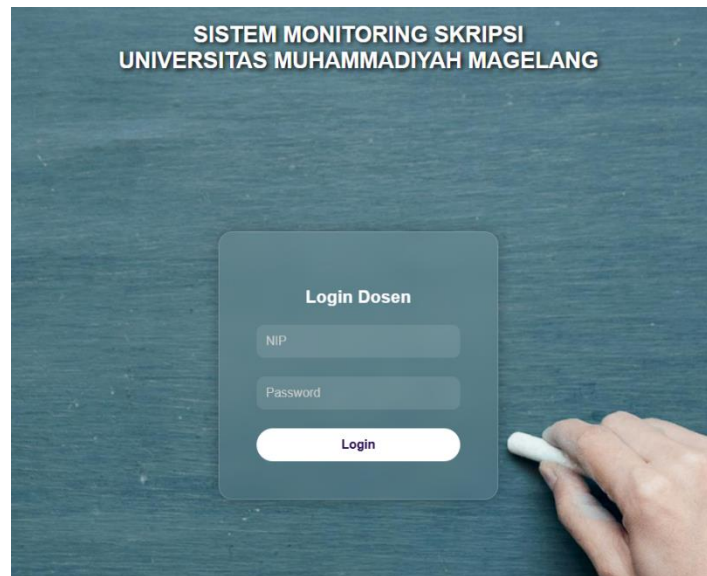 SISTEM MONITORING SKRIPSI
UNIVERSITAS MUHAMMADIYAH MAGELANG
Login Dosen
NIP
Password
Login